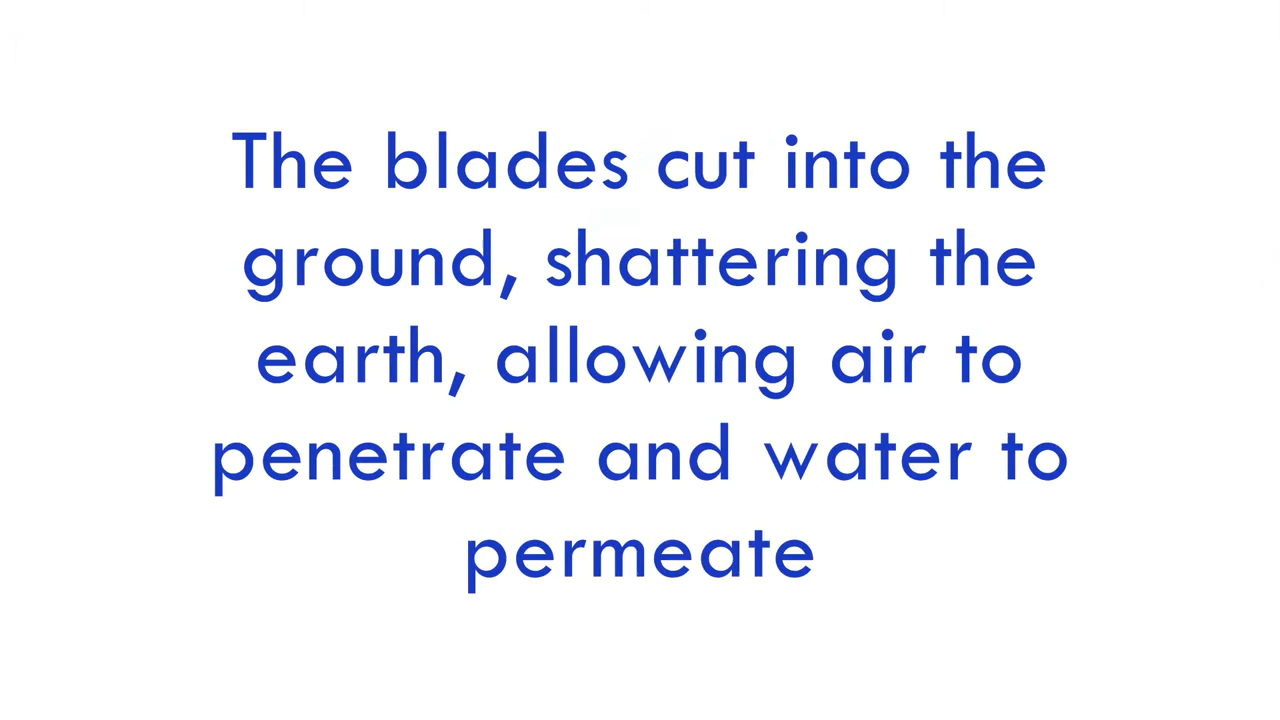 The blades cut into the
ground, shattering the
earth, allowing air to
penetrate and water to
permeate